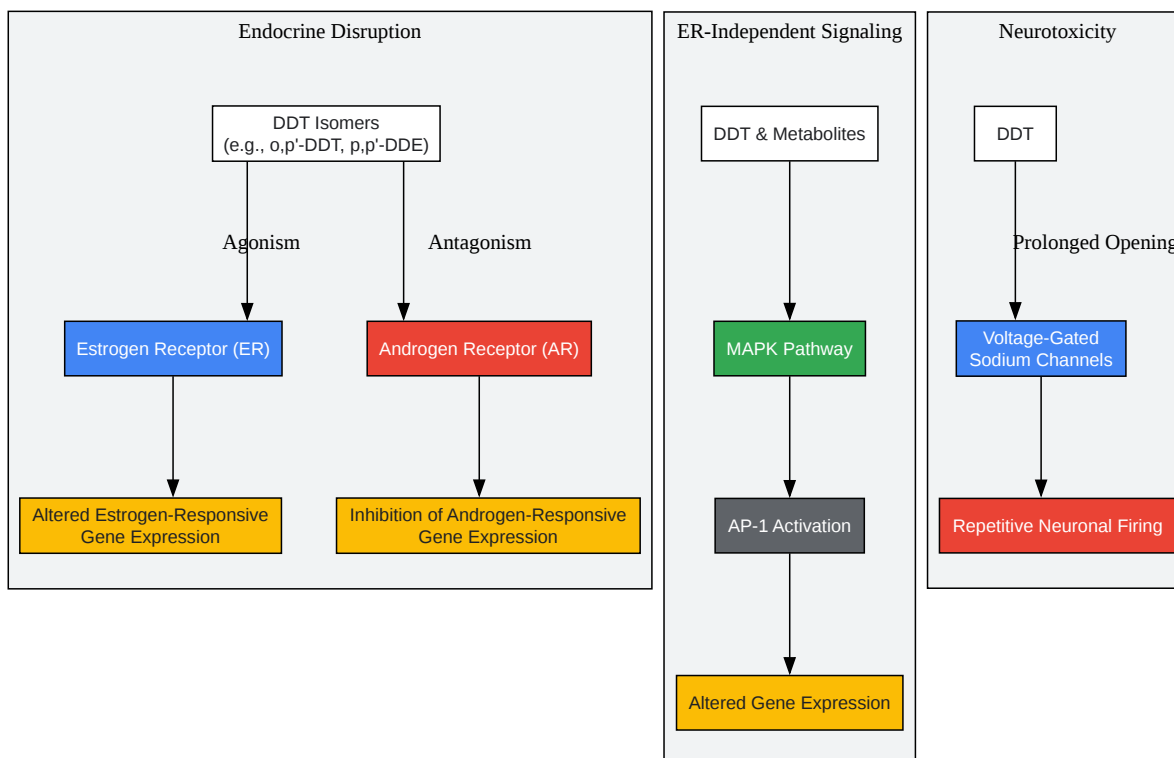 Endocrine Disruption
DDT Isomers
(e.g., o,p'-DDT, p,p'-DDE)
Agonism
Antagonism
Estrogen Receptor (ER)
Androgen Receptor (AR)
Altered Estrogen-Responsive
Gene Expression
Inhibition of Androgen-Responsive
Gene Expression
ER-Independent Signaling
DDT & Metabolites
MAPK Pathway
AP-1 Activation
Altered Gene Expression
Neurotoxicity
DDT
Prolonged Opening
Voltage-Gated
Sodium Channels
Repetitive Neuronal Firing